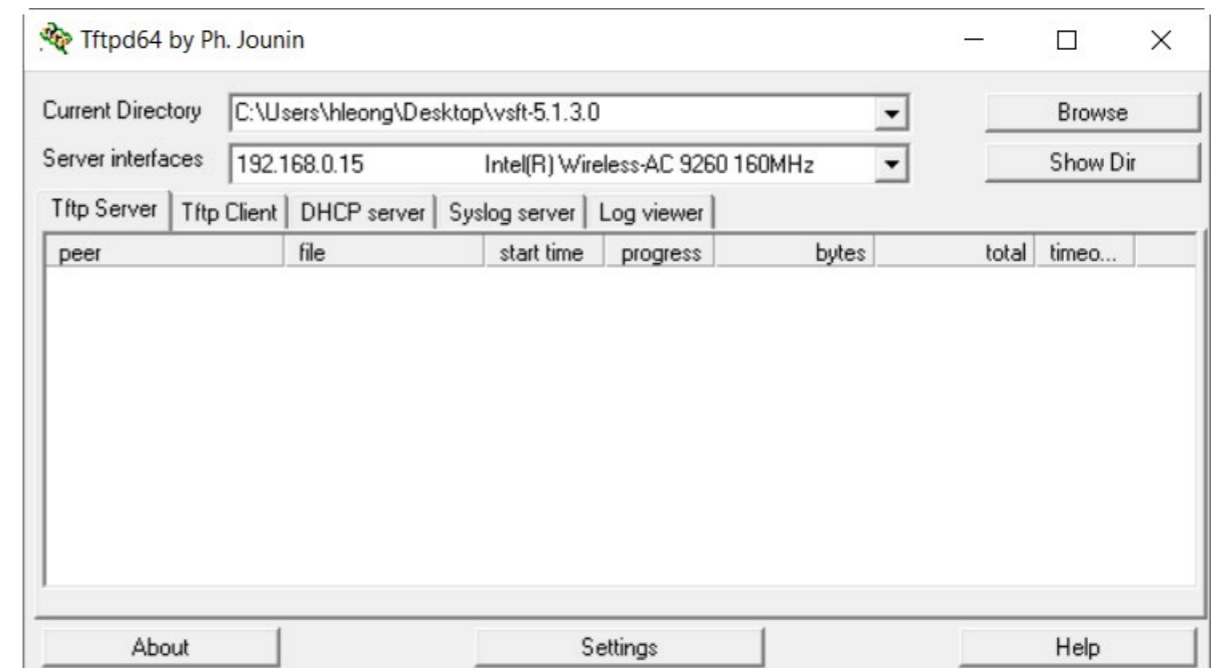 Tftpd64 by Ph. Jounin
Current Directory C:\Users\hleong\Desktop\vsft-5.1.3.0 Browse
Server interfaces 192.168.0.15 Intel(R) Wireless-AC 9260 160MHz Show Dir
Tftp Server Tftp Client DHCP server Syslog server Log viewer
peer file start time progress bytes total timeo...
About Settings Help